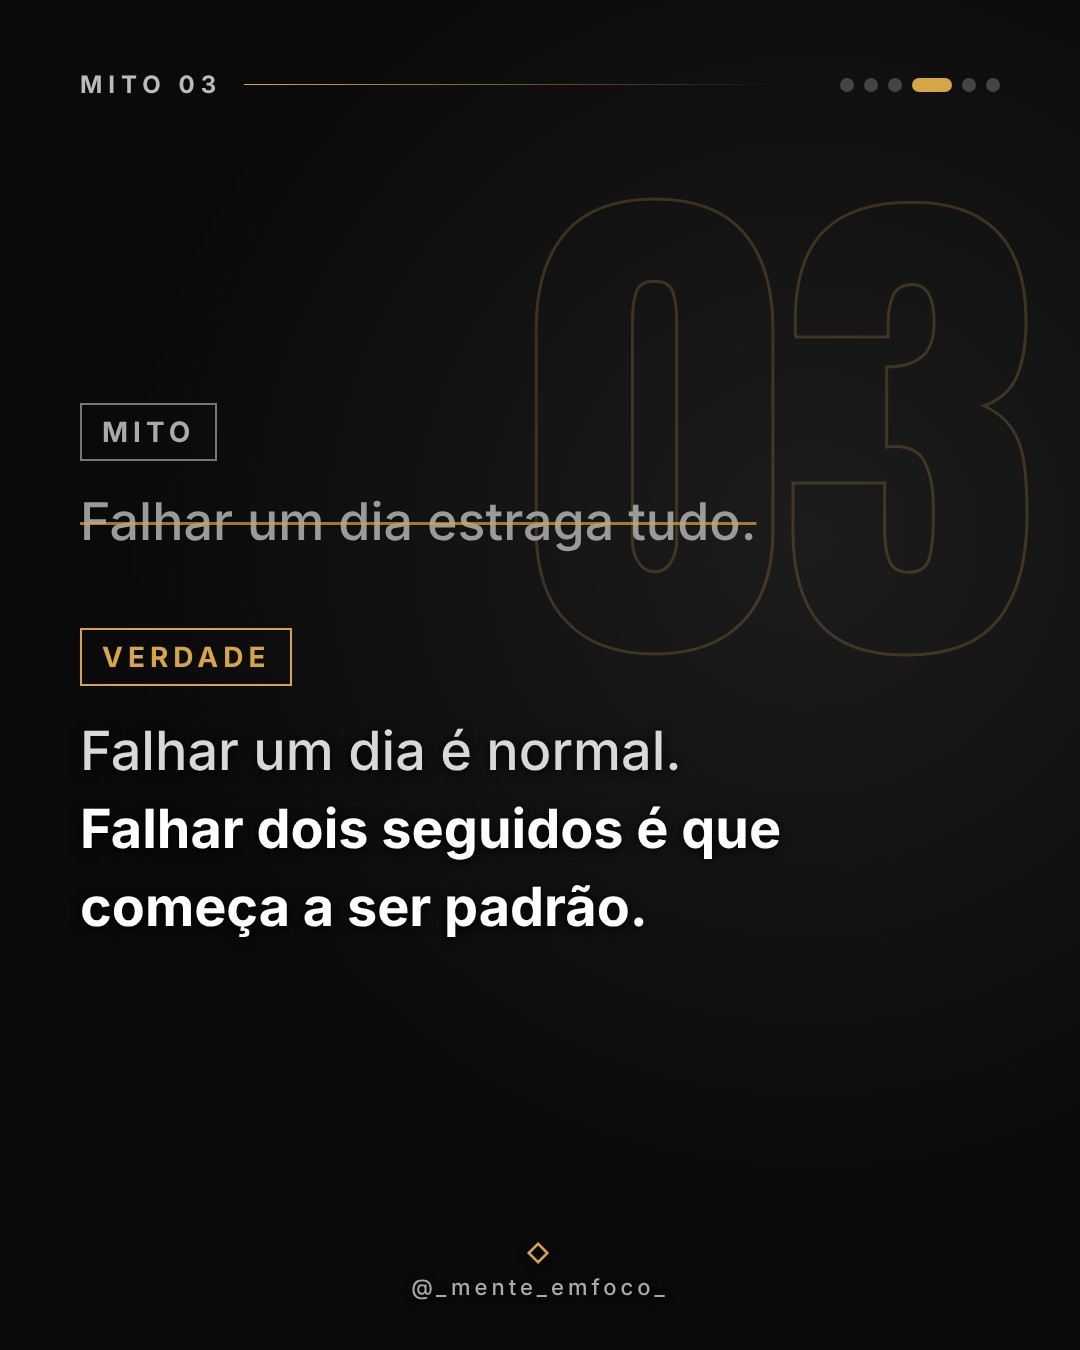 MITO 03
03
MITO
Falhar um dia estraga tudo.
VERDADE
Falhar um dia é normal.
Falhar dois seguidos é que
começa a ser padrão.
@_mente_emfoco_